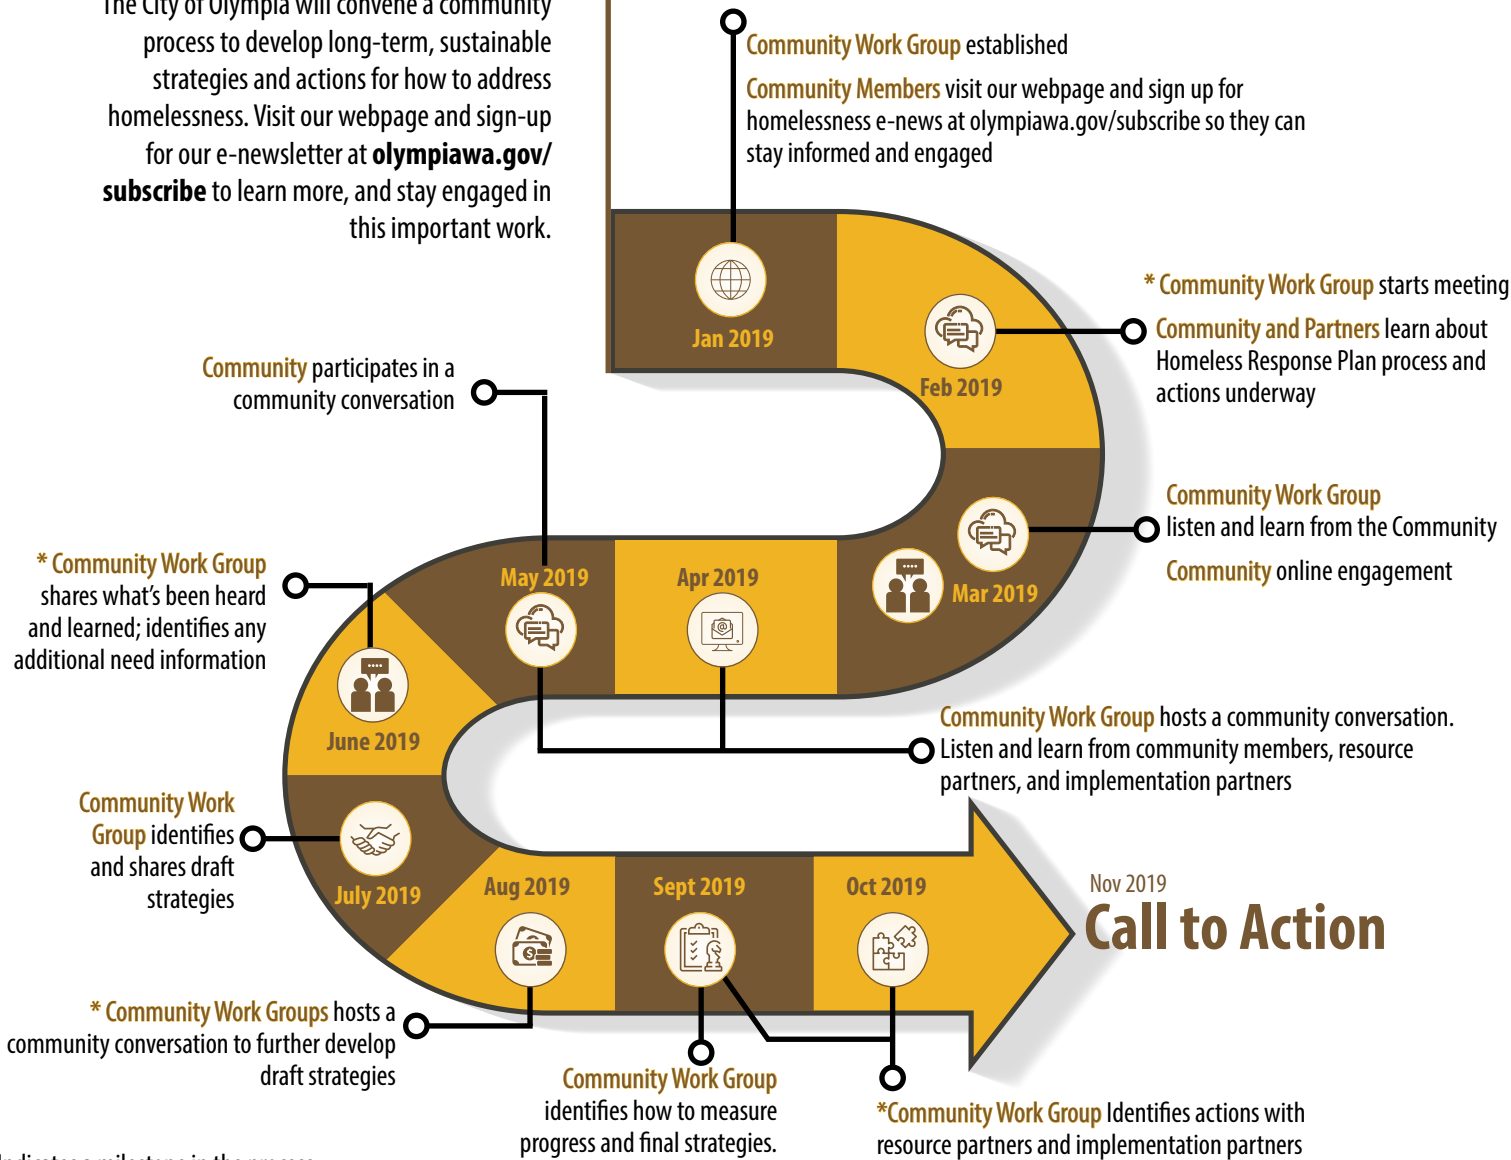 The City of Olympia will convene a community
process to develop long-term, sustainable
strategies and actions for how to address
homelessness. Visit our webpage and sign-up
for our e-newsletter at olympiawa.gov/
subscribe to learn more, and stay engaged in
this important work.
Community Work Group established
Community Members visit our webpage and sign up for
homelessness e-news at olympiawa.gov/subscribe so they can
stay informed and engaged
Jan 2019
* Community Work Group starts meeting
Community and Partners learn about
Homeless Response Plan process and
actions underway
Feb 2019
Community Work Group
listen and learn from the Community
Community online engagement
Mar 2019
Apr 2019
Community participates in a
community conversation
May 2019
Community Work Group hosts a community conversation.
Listen and learn from community members, resource
partners, and implementation partners
* Community Work Group
shares what's been heard
and learned; identifies any
additional need information
June 2019
Community Work
Group identifies
and shares draft
strategies
July 2019
Aug 2019
* Community Work Groups hosts a
community conversation to further develop
draft strategies
Sept 2019
Community Work Group
identifies how to measure
progress and final strategies.
Oct 2019
*Community Work Group Identifies actions with
resource partners and implementation partners
Nov 2019
Call to Action
Indicates a milestone in the process